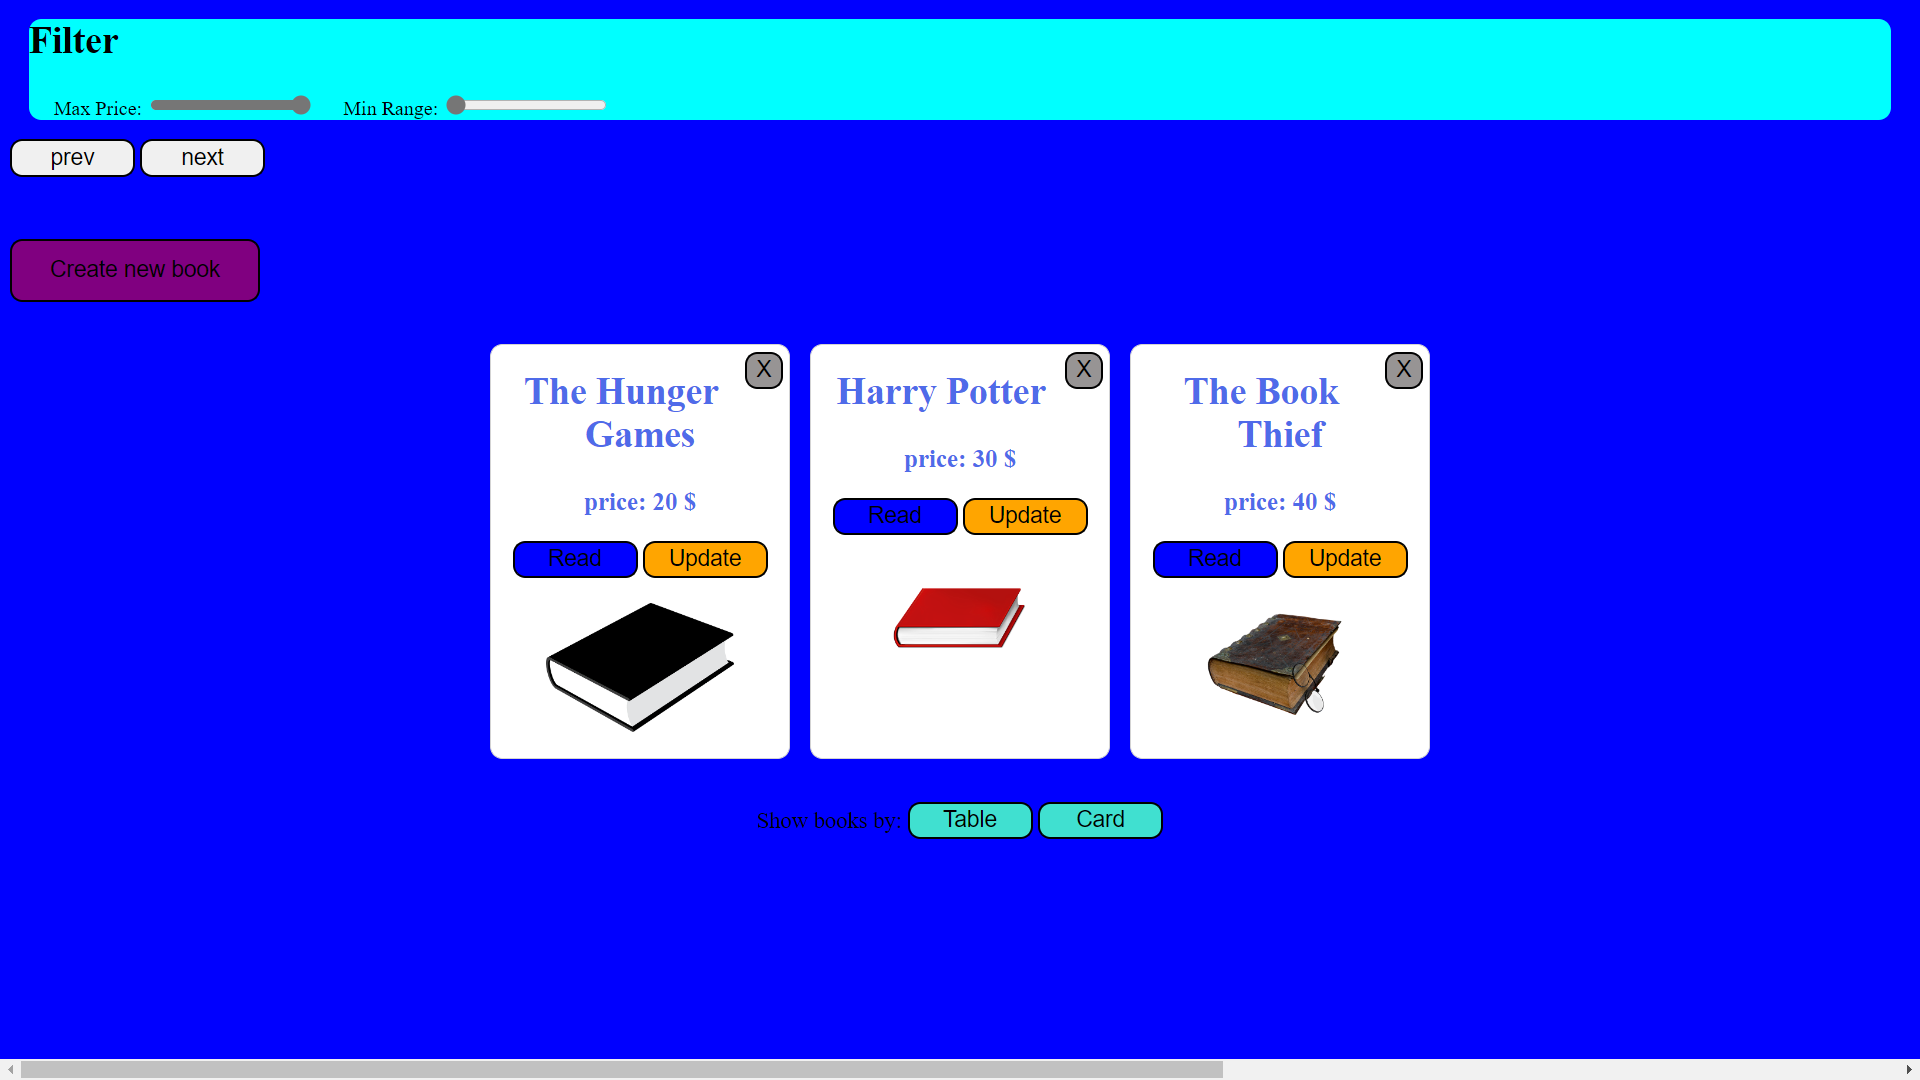 Filter
Max Price: Min Range:
prev next
Create new book
X
The Hunger
Games
price: 20 $
Read Update
X
Harry Potter
price: 30 $
Read Update
X
The Book
Thief
price: 40 $
Read Update
Show books by: Table Card